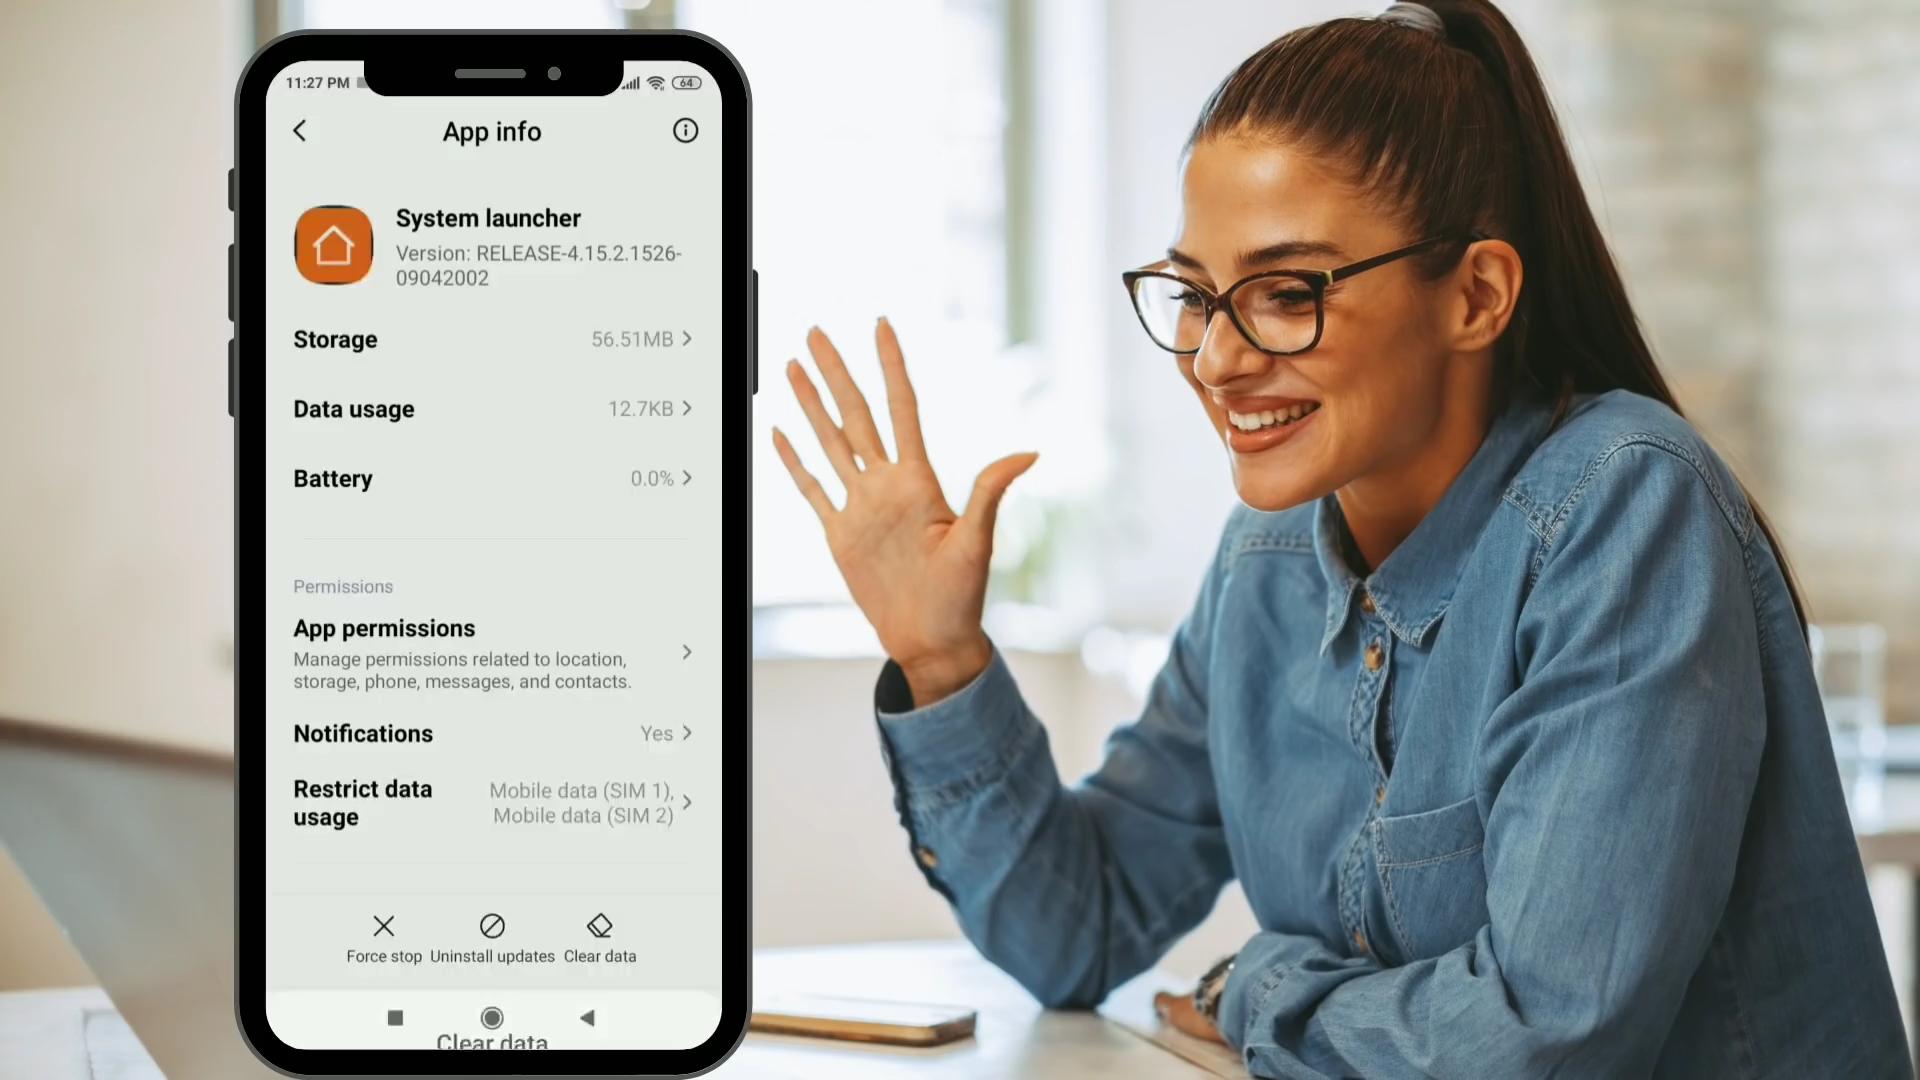 11:27 PM
64
App info
System launcher
Version: RELEASE-4.15.2.1526-
09042002
Storage
56.51MB
Data usage
12.7KB
Battery
0.0%
Permissions
App permissions
Manage permissions related to location,
storage, phone, messages, and contacts.
Notifications
Yes
Restrict data
usage
Mobile data (SIM 1),
Mobile data (SIM 2)
Force stop
Uninstall updates
Clear data
Clear data